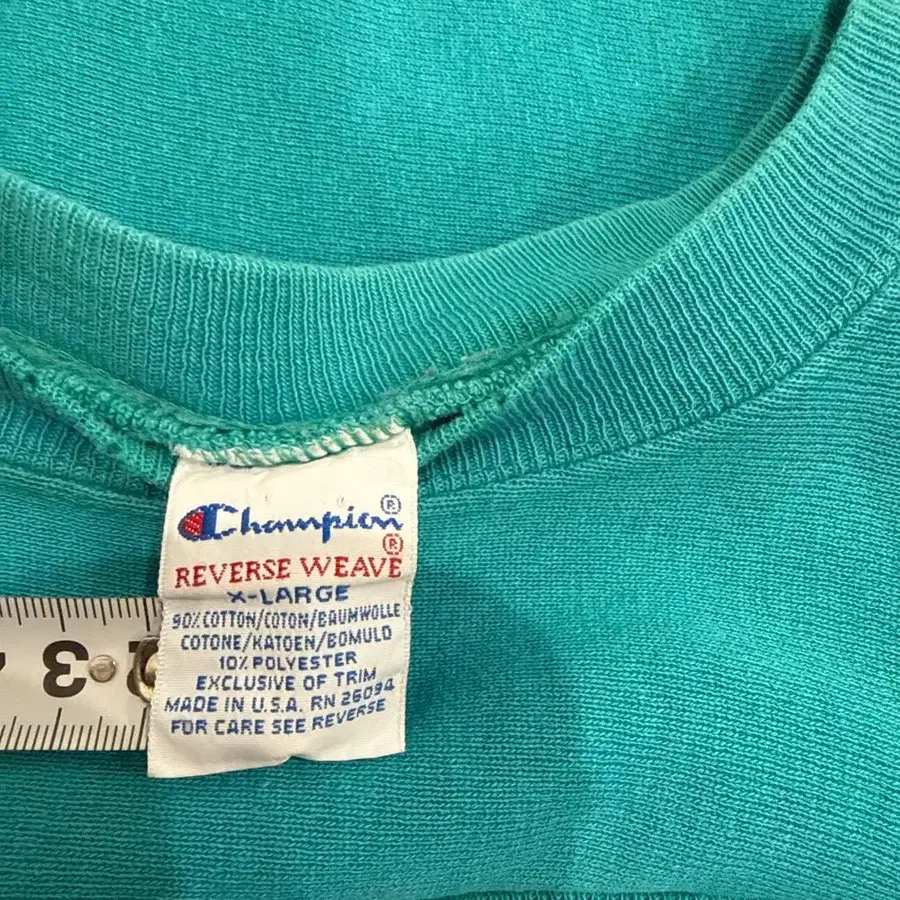 Champion®
®
REVERSE WEAVE
X-LARGE
90% COTTON/COTON/BAUMWOLLE
COTONE/KATOEN/BOMULD
10% POLYESTER
EXCLUSIVE OF TRIM
MADE IN U.S.A. RN 26094
FOR CARE SEE REVERSE
3